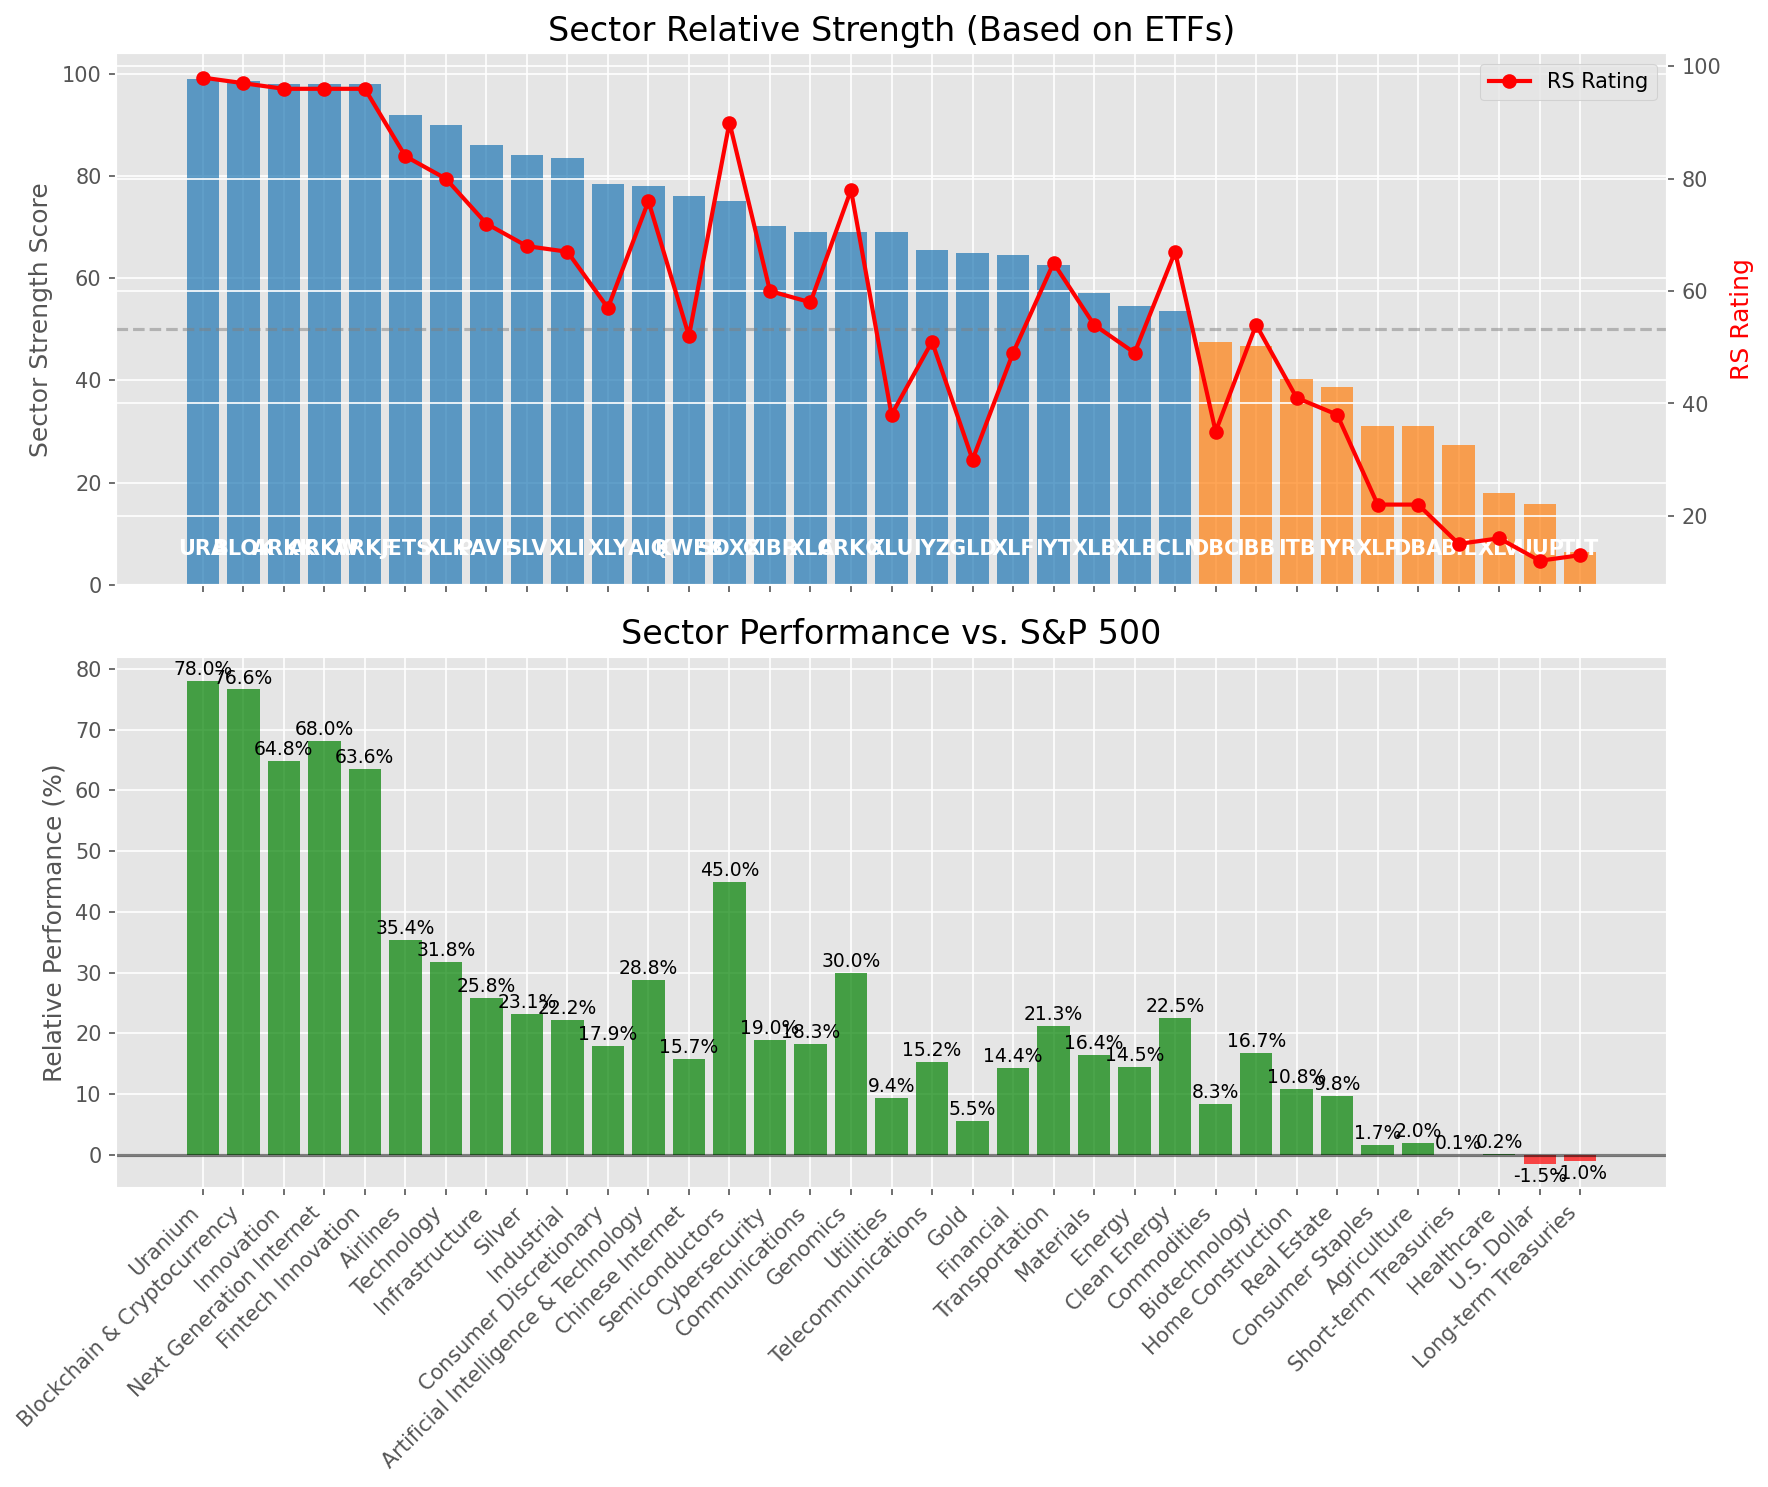 Sector Relative Strength (Based on ETFs)
Sector Strength Score
100
80
60
40
20
0
RS Rating
100
80
60
40
20
RS Rating
JETS XLK PAVE SLV XLI XLY AIQ
XLU IYZ GLD XLF IYT XLB XLE ICLN DBC IBB ITB IYR XLP DBA BIL XLV UUP TLT
Sector Performance vs. S&P 500
Relative Performance (%)
80
70
60
50
40
30
20
10
0
78.0%
76.6%
64.8%
68.0%
63.6%
35.4%
31.8%
25.8%
23.1%
22.2%
17.9%
28.8%
15.7%
45.0%
19.0%
18.3%
30.0%
9.4%
15.2%
5.5%
14.4%
21.3%
16.4%
14.5%
22.5%
8.3%
16.7%
10.8%
9.8%
1.7%
2.0%
0.1%
0.2%
-1.5%
-1.0%
Uranium
Blockchain & Cryptocurrency
Innovation
Next Generation Internet
Fintech Innovation
Airlines
Technology
Infrastructure
Silver
Industrial
Consumer Discretionary
Artificial Intelligence & Technology
Chinese Internet
Semiconductors
Cybersecurity
Communications
Genomics
Utilities
Telecommunications
Gold
Financial
Transportation
Materials
Energy
Clean Energy
Commodities
Biotechnology
Home Construction
Real Estate
Consumer Staples
Agriculture
Short-term Treasuries
Healthcare
U.S. Dollar
Long-term Treasuries